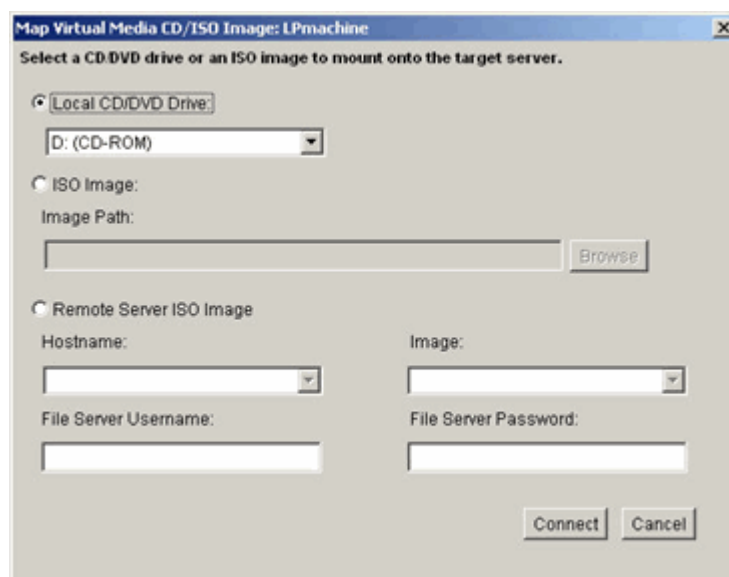 Map Virtual Media CD/ISO Image: LPmachine
Select a CD/DVD drive or an ISO image to mount onto the target server.
Local CD/DVD Drive:
D: (CD-ROM)
ISO Image:
Image Path:
Browse
Remote Server ISO Image
Hostname:
Image:
File Server Username:
File Server Password:
Connect
Cancel